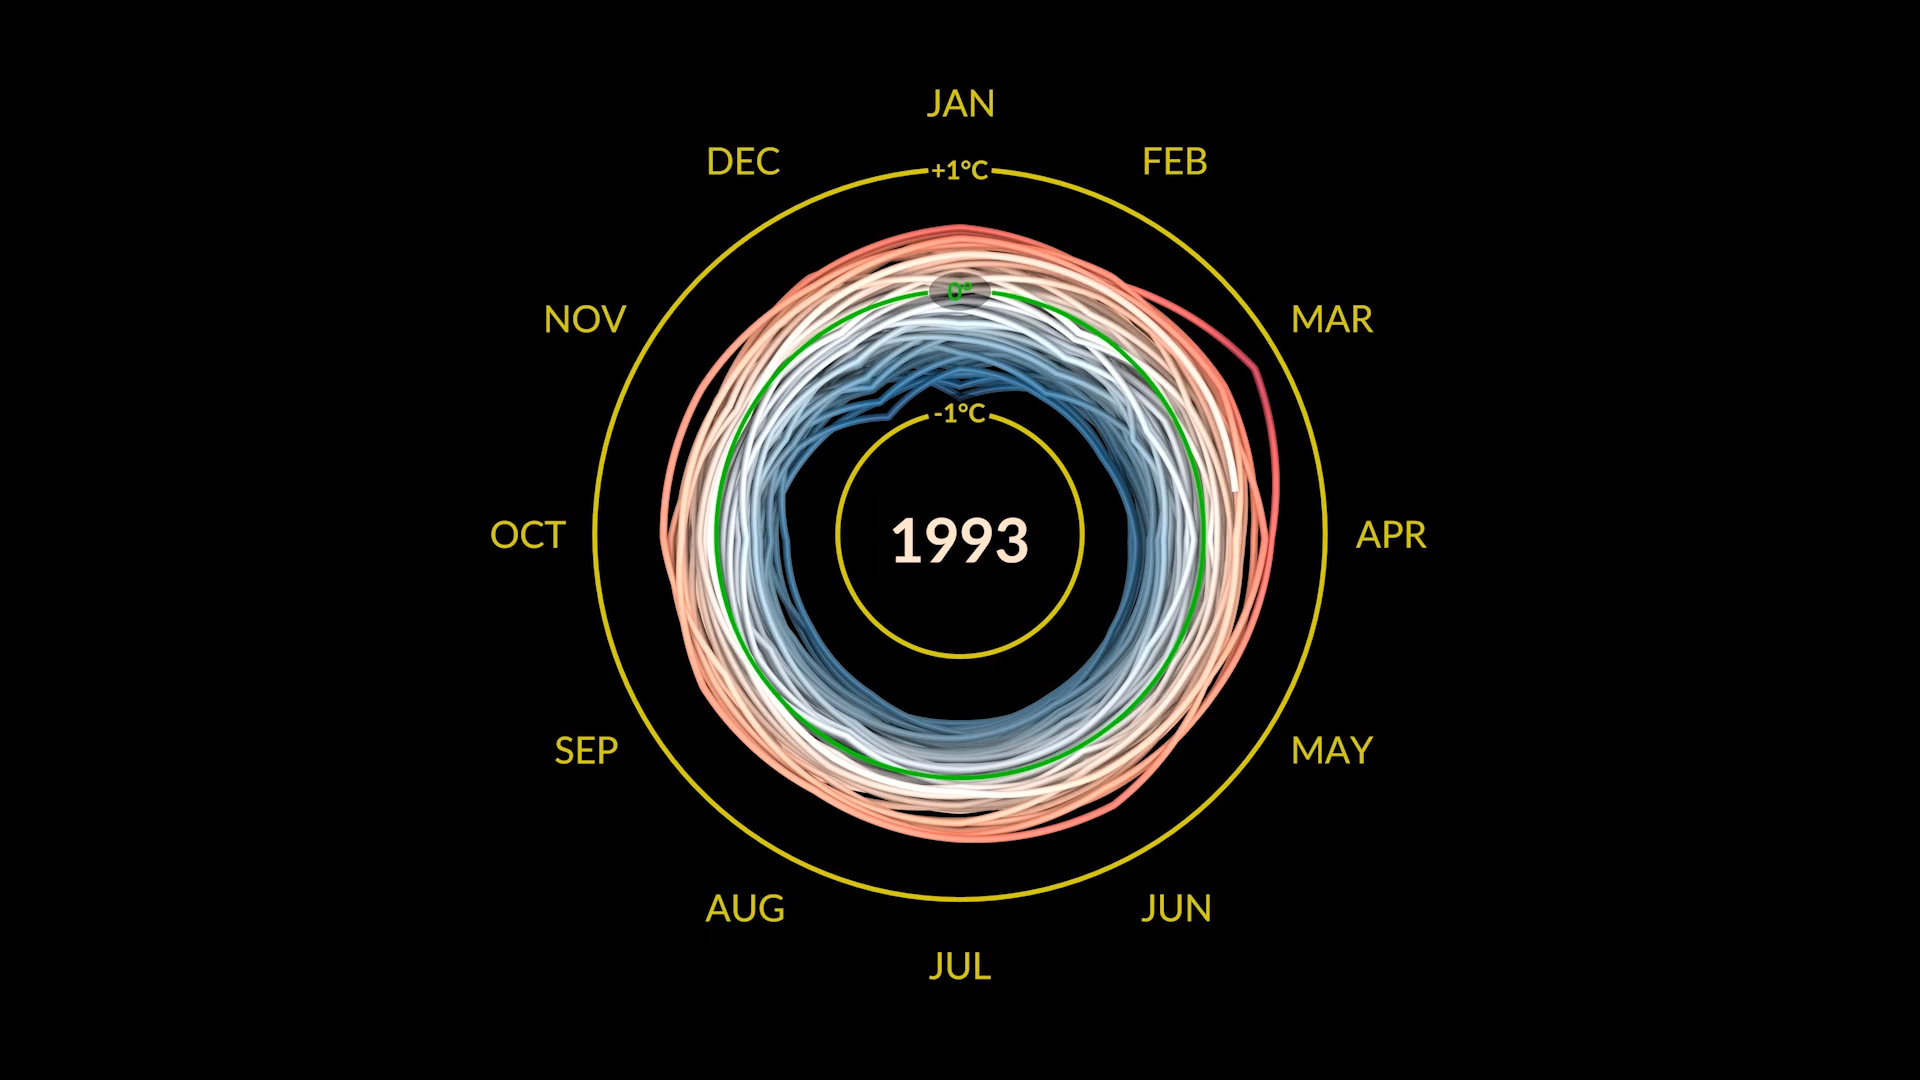 JAN
DEC
FEB
+1°C
NOV
0°
MAR
-1°C
OCT
1993
APR
SEP
MAY
AUG
JUN
JUL